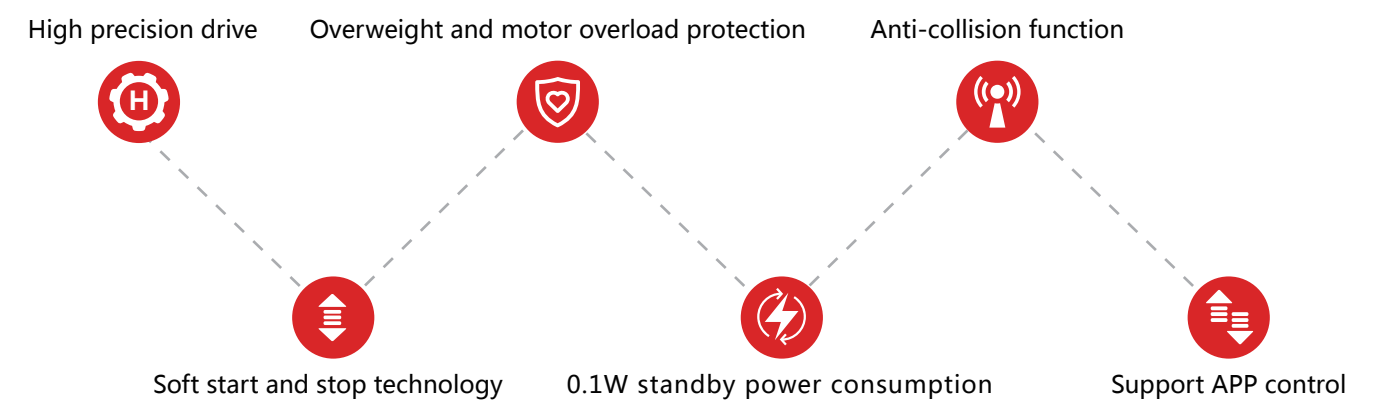 High precision drive
Overweight and motor overload protection
Anti-collision function
H
Soft start and stop technology
0.1W standby power consumption
Support APP control